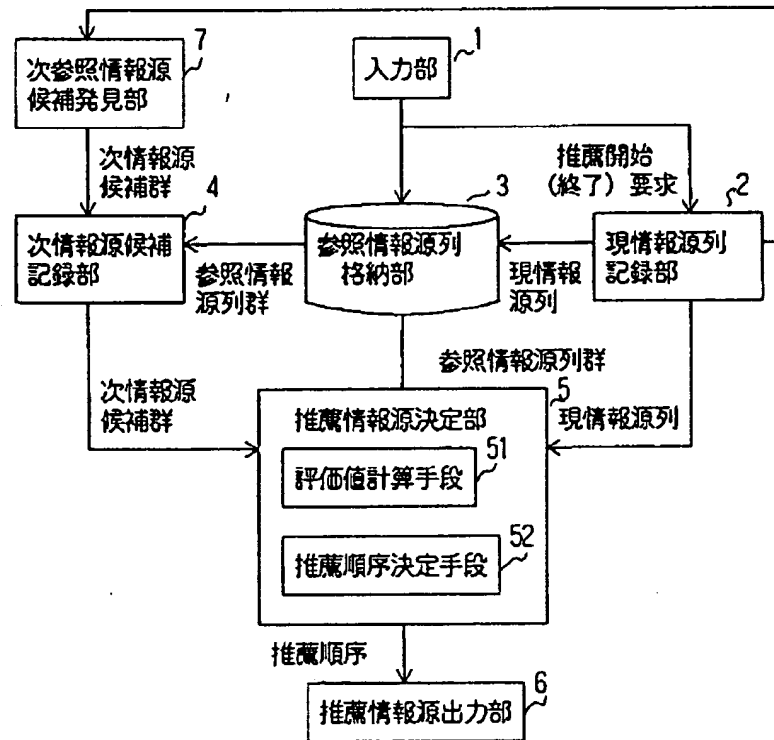 7
次参照情報源
候補発見部
1
入力部
次情報源
候補群
推薦開始
(終了)要求
4
次情報源候補
記録部
3
参照情報源列
格納部
2
現情報源列
記録部
参照情報
源列群
現情報
源列
参照情報源列群
次情報源
候補群
現情報源列
5
推薦情報源決定部
51
評価値計算手段
52
推薦順序決定手段
推薦順序
6
推薦情報源出力部